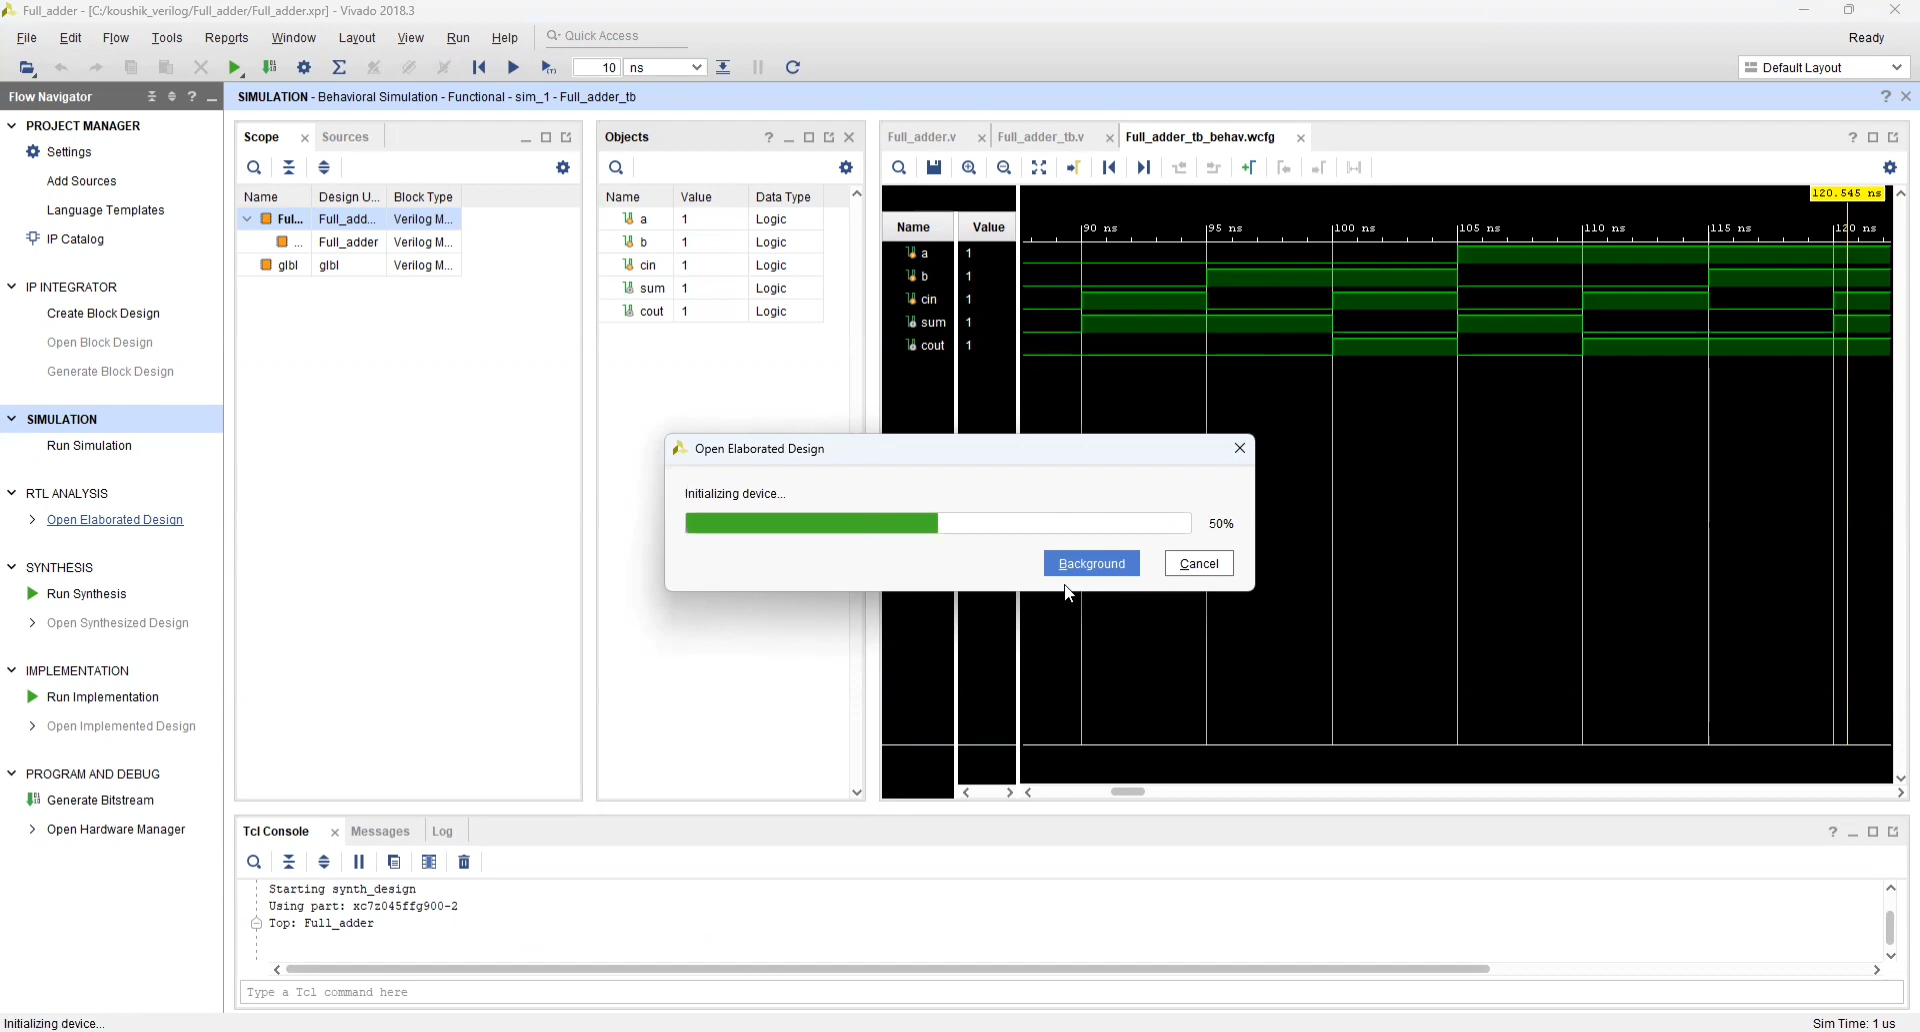 Full_adder - [C:/koushik_verilog/Full_adder/Full_adder.xpr] - Vivado 2018.3
File Edit Flow Tools Reports Window Layout View Run Help Quick Access Ready
10 ns Default Layout
Flow Navigator
PROJECT MANAGER
Settings
Add Sources
Language Templates
IP Catalog
IP INTEGRATOR
Create Block Design
Open Block Design
Generate Block Design
SIMULATION
Run Simulation
RTL ANALYSIS
Open Elaborated Design
SYNTHESIS
Run Synthesis
Open Synthesized Design
IMPLEMENTATION
Run Implementation
Open Implemented Design
PROGRAM AND DEBUG
Generate Bitstream
Open Hardware Manager
SIMULATION - Behavioral Simulation - Functional - sim_1 - Full_adder_tb
Scope Sources
Name Design U... Block Type
Ful... Full_add... Verilog M...
... Full_adder Verilog M...
glbl glbl Verilog M...
Objects
Name Value Data Type
a 1 Logic
b 1 Logic
cin 1 Logic
sum 1 Logic
cout 1 Logic
Full_adder.v Full_adder_tb.v Full_adder_tb_behav.wcfg
120.545 ns
Name Value 90 ns 95 ns 100 ns 105 ns 110 ns 115 ns 120 ns
a 1
b 1
cin 1
sum 1
cout 1
Open Elaborated Design
Initializing device...
50%
Background Cancel
Tcl Console Messages Log
Starting synth_design
Using part: xc7z045ffg900-2
Top: Full_adder
Type a Tcl command here
Initializing device... Sim Time: 1 us